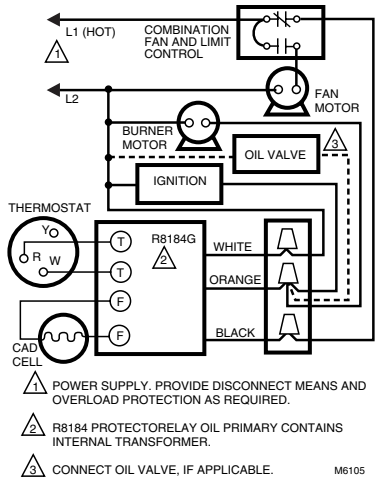 L1 (HOT)
COMBINATION
FAN AND LIMIT
CONTROL
1
L2
FAN
MOTOR
BURNER
MOTOR
OIL VALVE
3
IGNITION
THERMOSTAT
Y
R W
T
T
F
F
R8184G
2
WHITE
ORANGE
BLACK
CAD
CELL
1 POWER SUPPLY. PROVIDE DISCONNECT MEANS AND
OVERLOAD PROTECTION AS REQUIRED.
2 R8184 PROTECTORELAY OIL PRIMARY CONTAINS
INTERNAL TRANSFORMER.
3 CONNECT OIL VALVE, IF APPLICABLE.
M6105